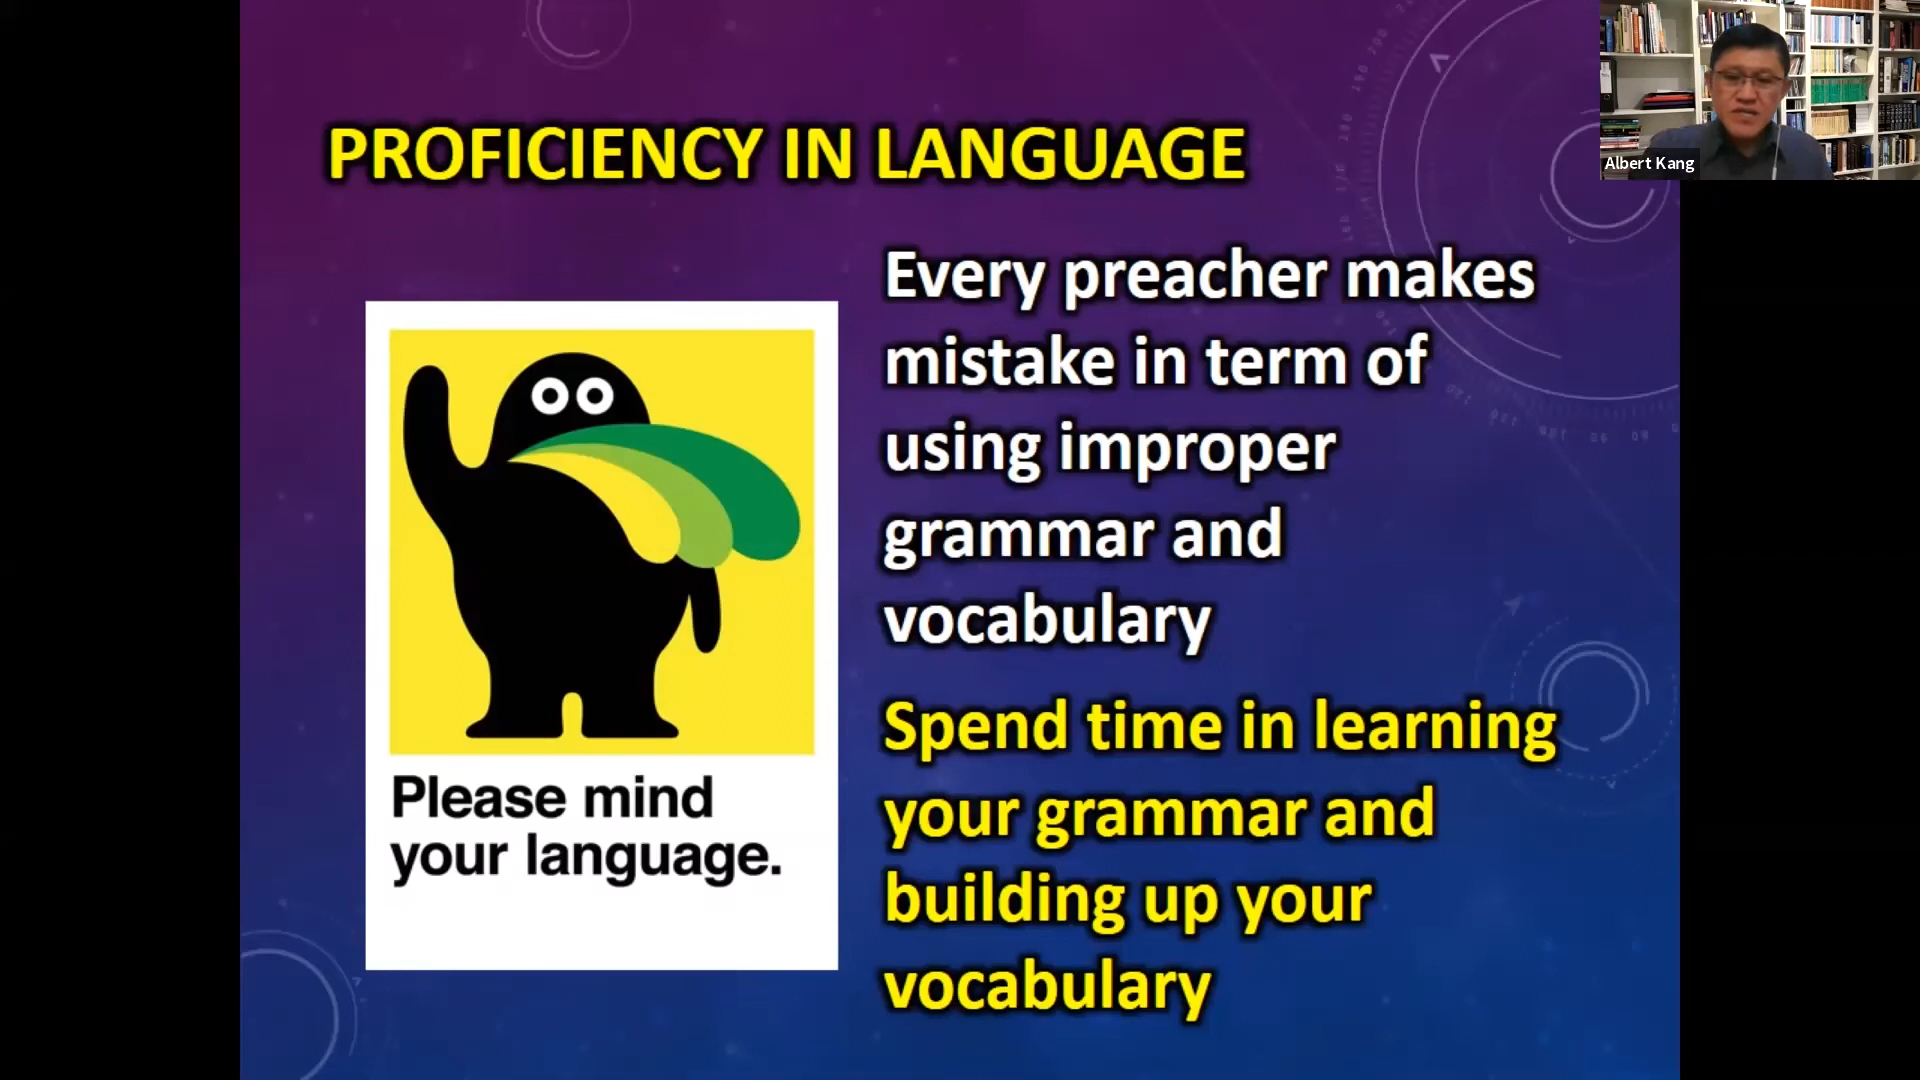 PROFICIENCY IN LANGUAGE
Albert Kang
Every preacher makes
mistake in term of
using improper
grammar and
vocabulary
Spend time in learning
your grammar and
building up your
vocabulary
Please mind
your language.